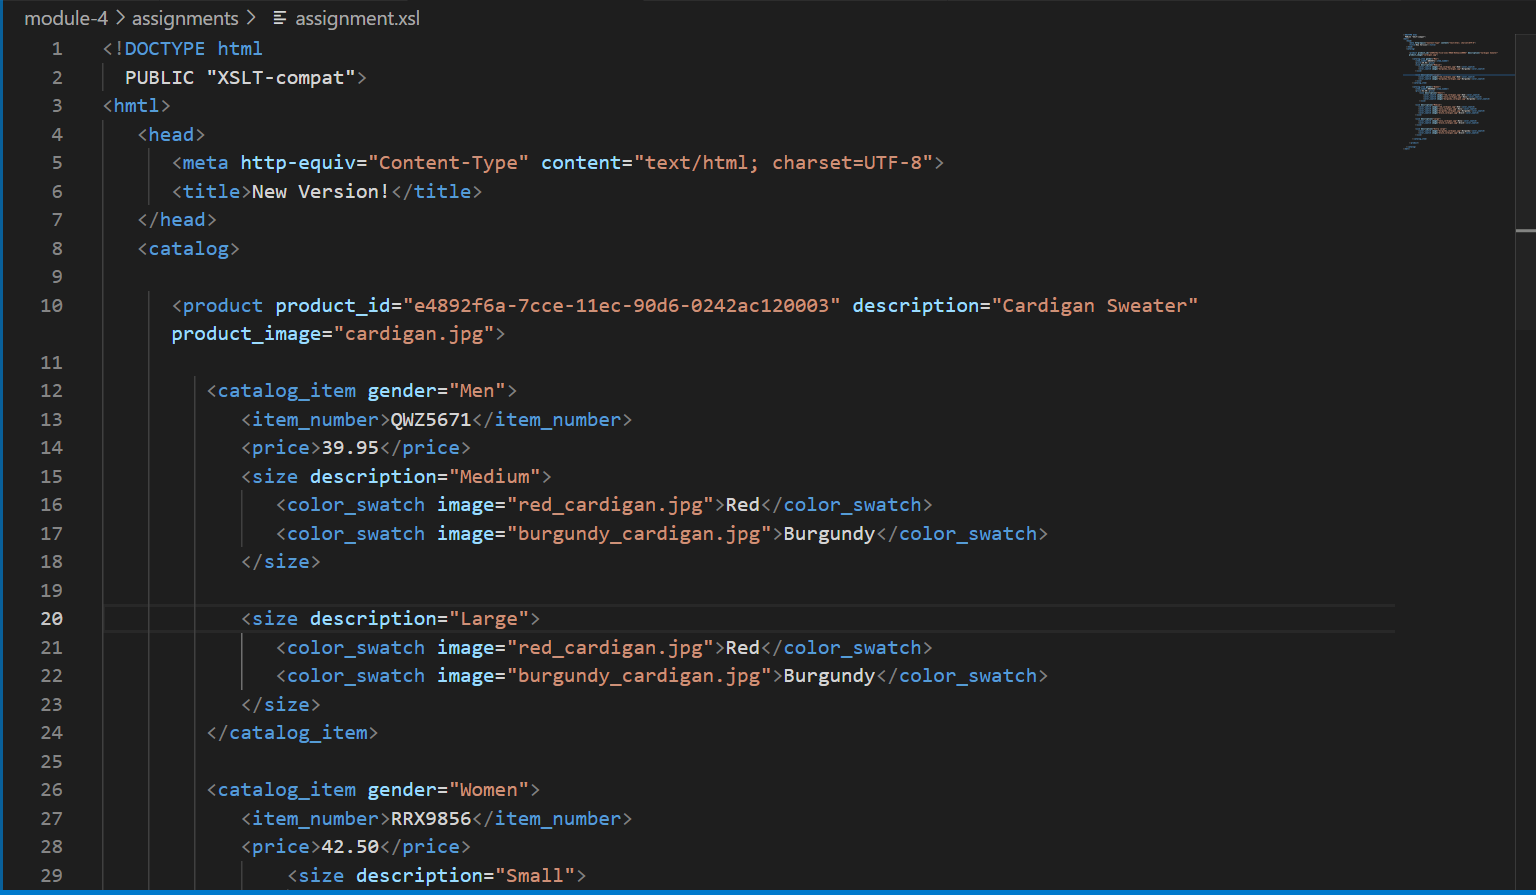 module-4 > assignments > assignment.xsl
1 <!DOCTYPE html
2 PUBLIC "XSLT-compat">
3 <hmtl>
4 <head>
5 <meta http-equiv="Content-Type" content="text/html; charset=UTF-8">
6 <title>New Version!</title>
7 </head>
8 <catalog>
9
10 <product product_id="e4892f6a-7cce-11ec-90d6-0242ac120003" description="Cardigan Sweater"
product_image="cardigan.jpg">
11
12 <catalog_item gender="Men">
13 <item_number>QWZ5671</item_number>
14 <price>39.95</price>
15 <size description="Medium">
16 <color_swatch image="red_cardigan.jpg">Red</color_swatch>
17 <color_swatch image="burgundy_cardigan.jpg">Burgundy</color_swatch>
18 </size>
19
20 <size description="Large">
21 <color_swatch image="red_cardigan.jpg">Red</color_swatch>
22 <color_swatch image="burgundy_cardigan.jpg">Burgundy</color_swatch>
23 </size>
24 </catalog_item>
25
26 <catalog_item gender="Women">
27 <item_number>RRX9856</item_number>
28 <price>42.50</price>
29 <size description="Small">